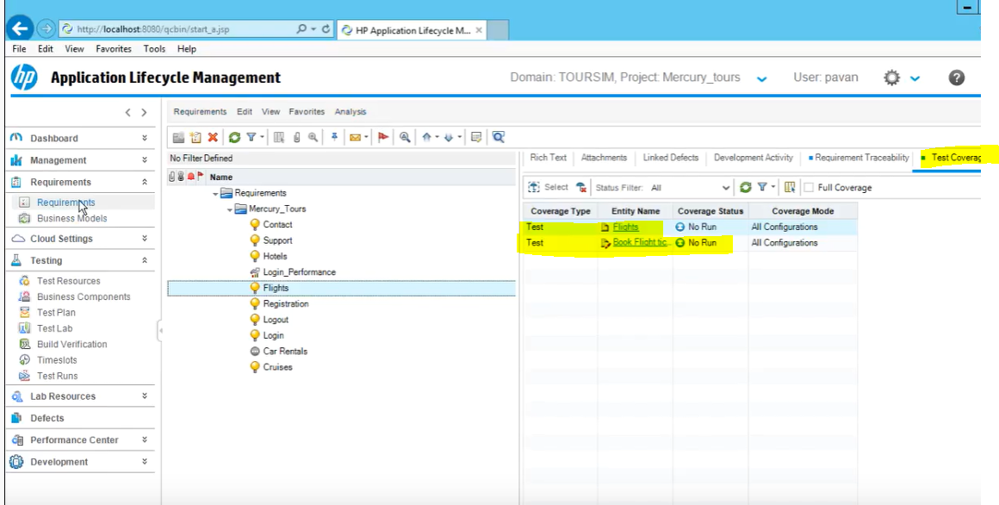 http://localhost:8080/qcbin/start_a.jsp
HP Application Lifecycle M...
File Edit View Favorites Tools Help
hp Application Lifecycle Management
Domain: TOURSIM, Project: Mercury_tours User: pavan
Dashboard
Management
Requirements
Requirements
Business Models
Cloud Settings
Testing
Test Resources
Business Components
Test Plan
Test Lab
Build Verification
Timeslots
Test Runs
Lab Resources
Defects
Performance Center
Development
Requirements Edit View Favorites Analysis
No Filter Defined
Name
Requirements
Mercury_Tours
Contact
Support
Hotels
Login_Performance
Flights
Registration
Logout
Login
Car Rentals
Cruises
Rich Text Attachments Linked Defects Development Activity Requirement Traceability Test Coverag
Select Status Filter: All Full Coverage
Coverage Type Entity Name Coverage Status Coverage Mode
Test Flights No Run All Configurations
Test Book Flight tic... No Run All Configurations